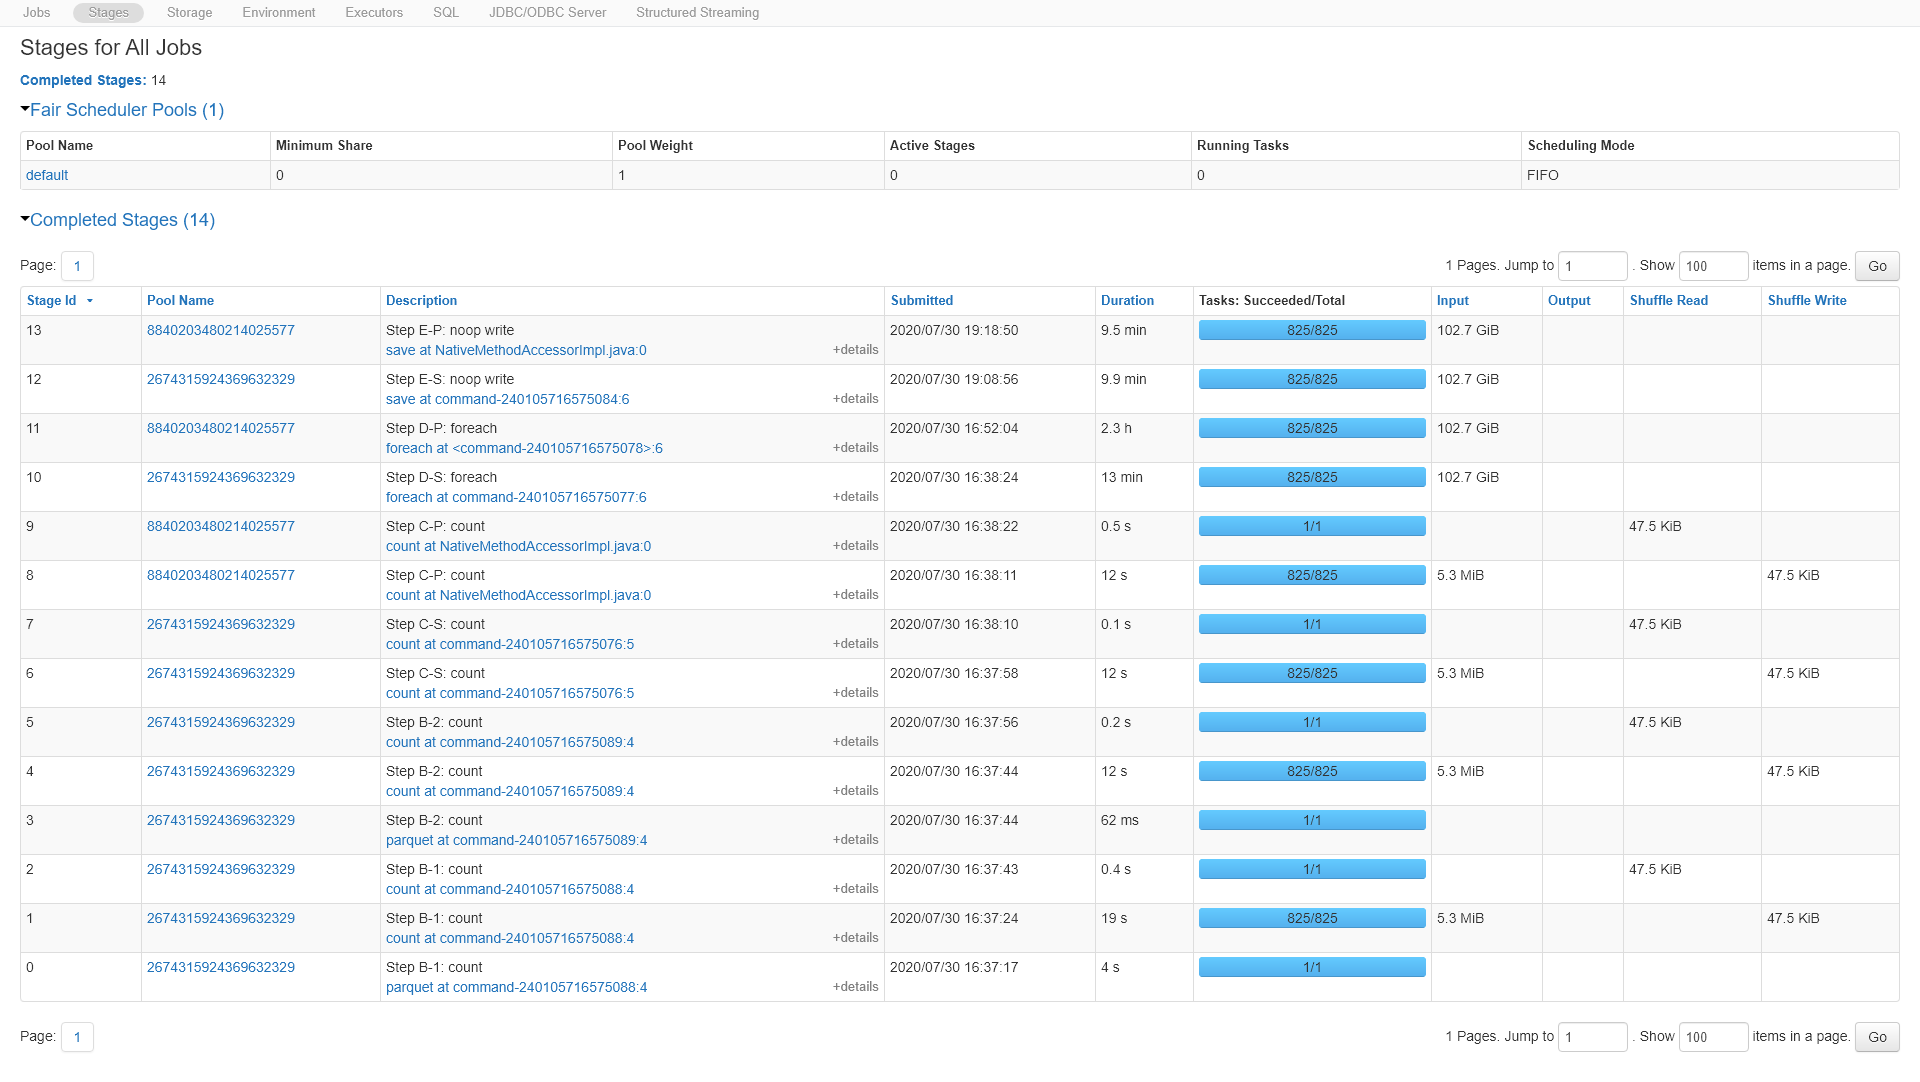 Jobs Stages Storage Environment Executors SQL JDBC/ODBC Server Structured Streaming
Stages for All Jobs
Completed Stages: 14
Fair Scheduler Pools (1)
Pool Name Minimum Share Pool Weight Active Stages Running Tasks Scheduling Mode
default 0 1 0 0 FIFO
Completed Stages (14)
Page: 1 1 Pages. Jump to 1 . Show 100 items in a page. Go
Stage Id Pool Name Description Submitted Duration Tasks: Succeeded/Total Input Output Shuffle Read Shuffle Write
13 8840203480214025577 Step E-P: noop write 2020/07/30 19:18:50 9.5 min 825/825 102.7 GiB
save at NativeMethodAccessorImpl.java:0 +details
12 2674315924369632329 Step E-S: noop write 2020/07/30 19:08:56 9.9 min 825/825 102.7 GiB
save at command-240105716575084:6 +details
11 8840203480214025577 Step D-P: foreach 2020/07/30 16:52:04 2.3 h 825/825 102.7 GiB
foreach at <command-240105716575078>:6 +details
10 2674315924369632329 Step D-S: foreach 2020/07/30 16:38:24 13 min 825/825 102.7 GiB
foreach at command-240105716575077:6 +details
9 8840203480214025577 Step C-P: count 2020/07/30 16:38:22 0.5 s 1/1 47.5 KiB
count at NativeMethodAccessorImpl.java:0 +details
8 8840203480214025577 Step C-P: count 2020/07/30 16:38:11 12 s 825/825 5.3 MiB 47.5 KiB
count at NativeMethodAccessorImpl.java:0 +details
7 2674315924369632329 Step C-S: count 2020/07/30 16:38:10 0.1 s 1/1 47.5 KiB
count at command-240105716575076:5 +details
6 2674315924369632329 Step C-S: count 2020/07/30 16:37:58 12 s 825/825 5.3 MiB 47.5 KiB
count at command-240105716575076:5 +details
5 2674315924369632329 Step B-2: count 2020/07/30 16:37:56 0.2 s 1/1 47.5 KiB
count at command-240105716575089:4 +details
4 2674315924369632329 Step B-2: count 2020/07/30 16:37:44 12 s 825/825 5.3 MiB 47.5 KiB
count at command-240105716575089:4 +details
3 2674315924369632329 Step B-2: count 2020/07/30 16:37:44 62 ms 1/1
parquet at command-240105716575089:4 +details
2 2674315924369632329 Step B-1: count 2020/07/30 16:37:43 0.4 s 1/1 47.5 KiB
count at command-240105716575088:4 +details
1 2674315924369632329 Step B-1: count 2020/07/30 16:37:24 19 s 825/825 5.3 MiB 47.5 KiB
count at command-240105716575088:4 +details
0 2674315924369632329 Step B-1: count 2020/07/30 16:37:17 4 s 1/1
parquet at command-240105716575088:4 +details
Page: 1 1 Pages. Jump to 1 . Show 100 items in a page. Go